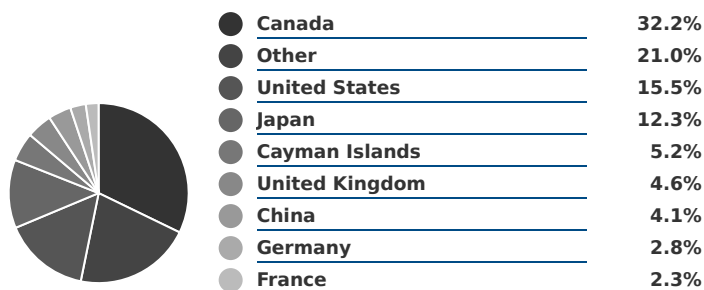 Canada 32.2%
Other 21.0%
United States 15.5%
Japan 12.3%
Cayman Islands 5.2%
United Kingdom 4.6%
China 4.1%
Germany 2.8%
France 2.3%